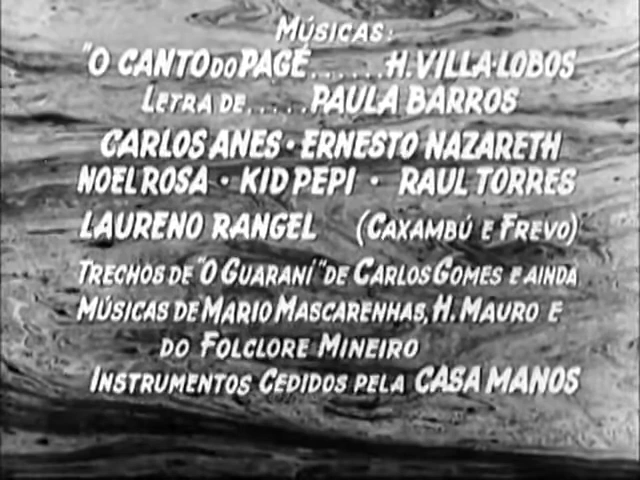 MÚSICAS:
"O CANTO DO PAGÉ......H. VILLA-LOBOS
LETRA DE.....PAULA BARROS
CARLOS ANES · ERNESTO NAZARETH
NOEL ROSA · KID PEPI · RAUL TORRES
LAURENO RANGEL (CAXAMBÚ E FREVO)
TRECHOS DE "O GUARANÍ" DE CARLOS GOMES E AINDA
MÚSICAS DE MARIO MASCARENHAS, H. MAURO E
DO FOLCLORE MINEIRO
INSTRUMENTOS CEDIDOS PELA CASA MANOS